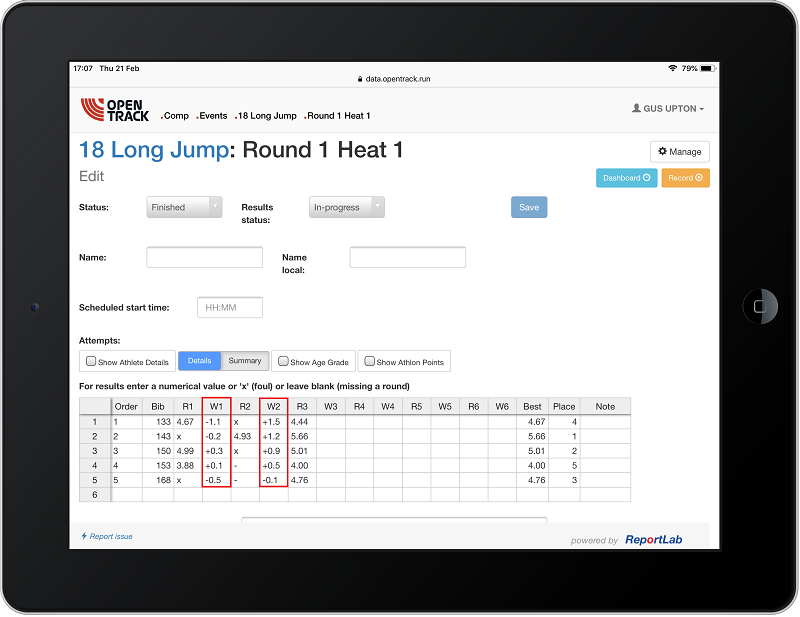 17:07 Thu 21 Feb 79%
data.opentrack.run
OPEN TRACK .Comp .Events .18 Long Jump .Round 1 Heat 1 GUS UPTON
18 Long Jump: Round 1 Heat 1 Manage
Edit Dashboard Record
Status: Finished Results status: In-progress Save
Name: Name local:
Scheduled start time: HH:MM
Attempts:
Show Athlete Details Details Summary Show Age Grade Show Athlon Points
For results enter a numerical value or 'x' (foul) or leave blank (missing a round)
Order Bib R1 W1 R2 W2 R3 W3 R4 W4 R5 W5 R6 W6 Best Place Note
1 1 133 4.67 -1.1 x +1.5 4.44 4.67 4
2 2 143 x -0.2 4.93 +1.2 5.66 5.66 1
3 3 150 4.99 +0.3 x +0.9 5.01 5.01 2
4 4 153 3.88 +0.1 - +0.5 4.00 4.00 5
5 5 168 x -0.5 - -0.1 4.76 4.76 3
6
Report issue powered by ReportLab